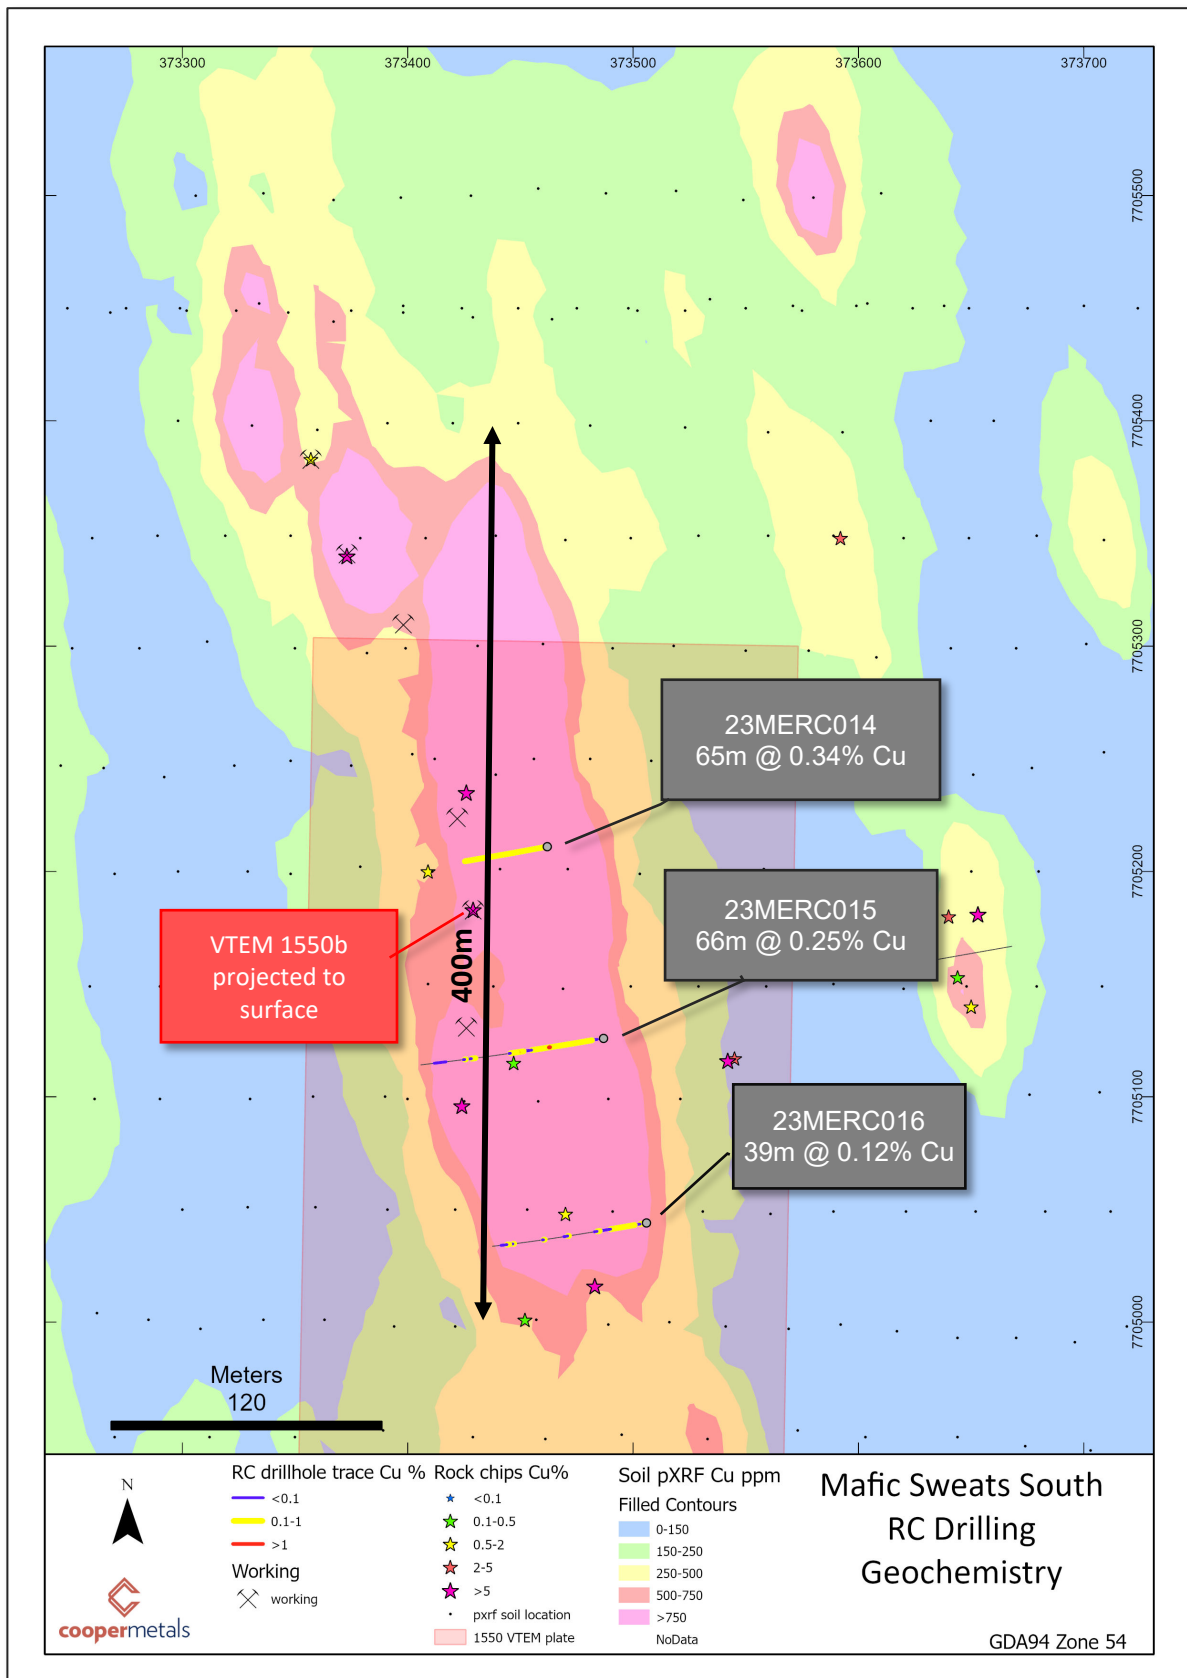 373300
373400
373500
373600
373700
7705500
7705400
7705300
7705200
7705100
7705000
23MERC014
65m @ 0.34% Cu
23MERC015
66m @ 0.25% Cu
23MERC016
39m @ 0.12% Cu
VTEM 1550b
projected to
surface
400m
Meters
120
N
coopermetals
RC drillhole trace Cu %
<0.1
0.1-1
>1
Working
working
Rock chips Cu%
<0.1
0.1-0.5
0.5-2
2-5
>5
pxrf soil location
1550 VTEM plate
Soil pXRF Cu ppm
Filled Contours
0-150
150-250
250-500
500-750
>750
NoData
Mafic Sweats South
RC Drilling
Geochemistry
GDA94 Zone 54